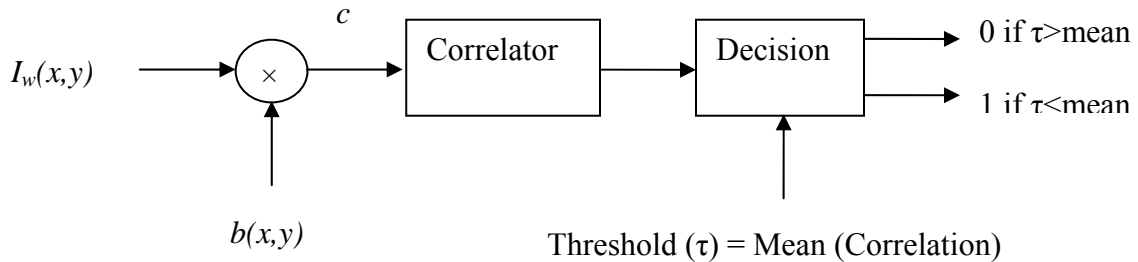 c
0 if τ>mean
Correlator
Decision
I_w(x,y)
×
1 if τ<mean
b(x,y)
Threshold (τ) = Mean (Correlation)